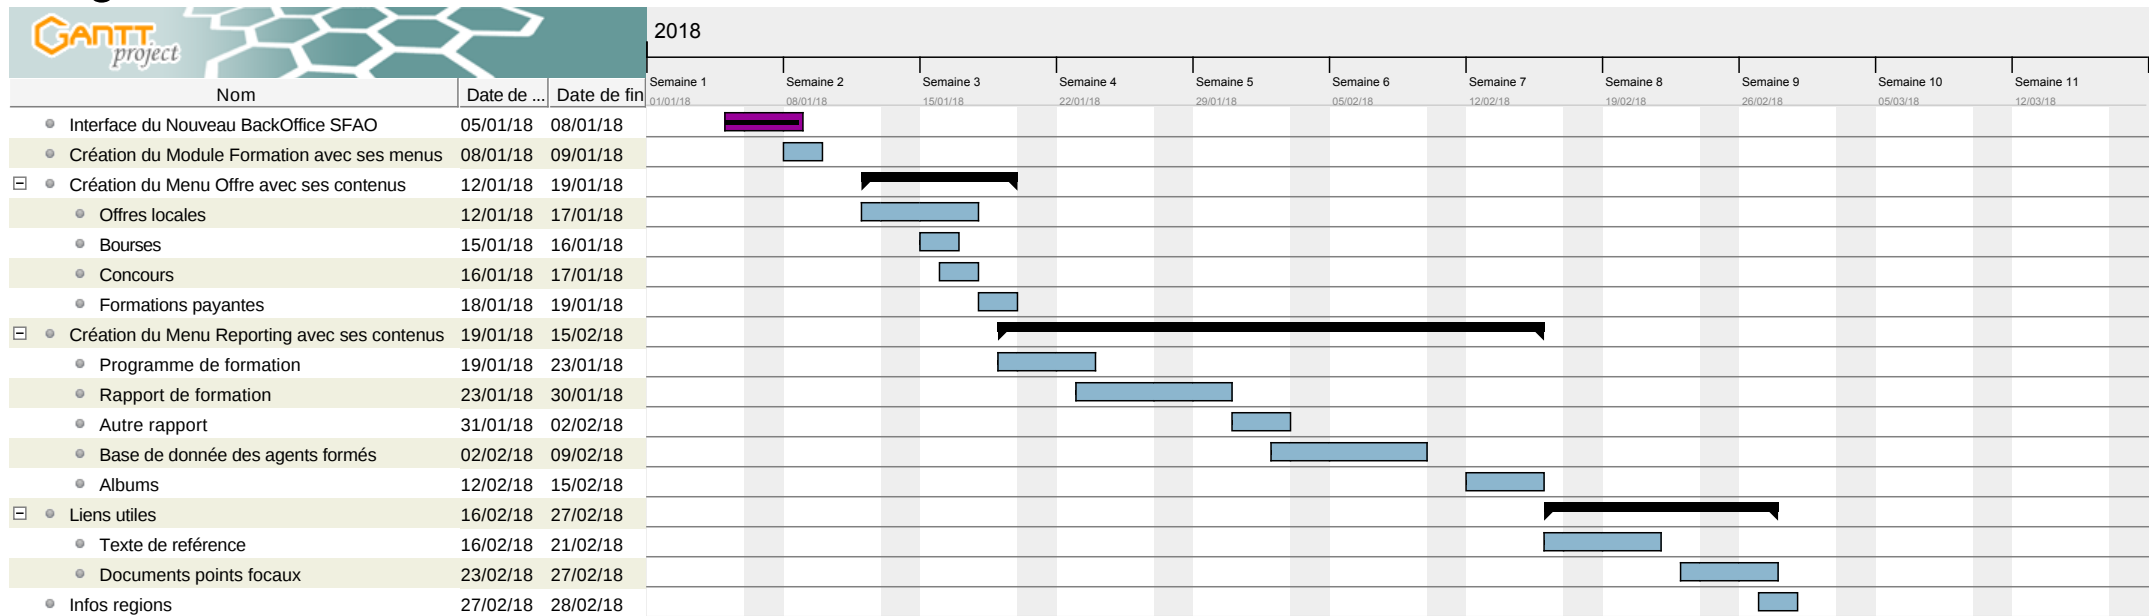 GANTT
project
2018
Semaine 1 Semaine 2 Semaine 3 Semaine 4 Semaine 5 Semaine 6 Semaine 7 Semaine 8 Semaine 9 Semaine 10 Semaine 11
Nom Date de ... Date de fin
01/01/18 08/01/18 15/01/18 22/01/18 29/01/18 05/02/18 12/02/18 19/02/18 26/02/18 05/03/18 12/03/18
Interface du Nouveau BackOffice SFAO 05/01/18 08/01/18
Création du Module Formation avec ses menus 08/01/18 09/01/18
Création du Menu Offre avec ses contenus 12/01/18 19/01/18
Offres locales 12/01/18 17/01/18
Bourses 15/01/18 16/01/18
Concours 16/01/18 17/01/18
Formations payantes 18/01/18 19/01/18
Création du Menu Reporting avec ses contenus 19/01/18 15/02/18
Programme de formation 19/01/18 23/01/18
Rapport de formation 23/01/18 30/01/18
Autre rapport 31/01/18 02/02/18
Base de donnée des agents formés 02/02/18 09/02/18
Albums 12/02/18 15/02/18
Liens utiles 16/02/18 27/02/18
Texte de reférence 16/02/18 21/02/18
Documents points focaux 23/02/18 27/02/18
Infos regions 27/02/18 28/02/18